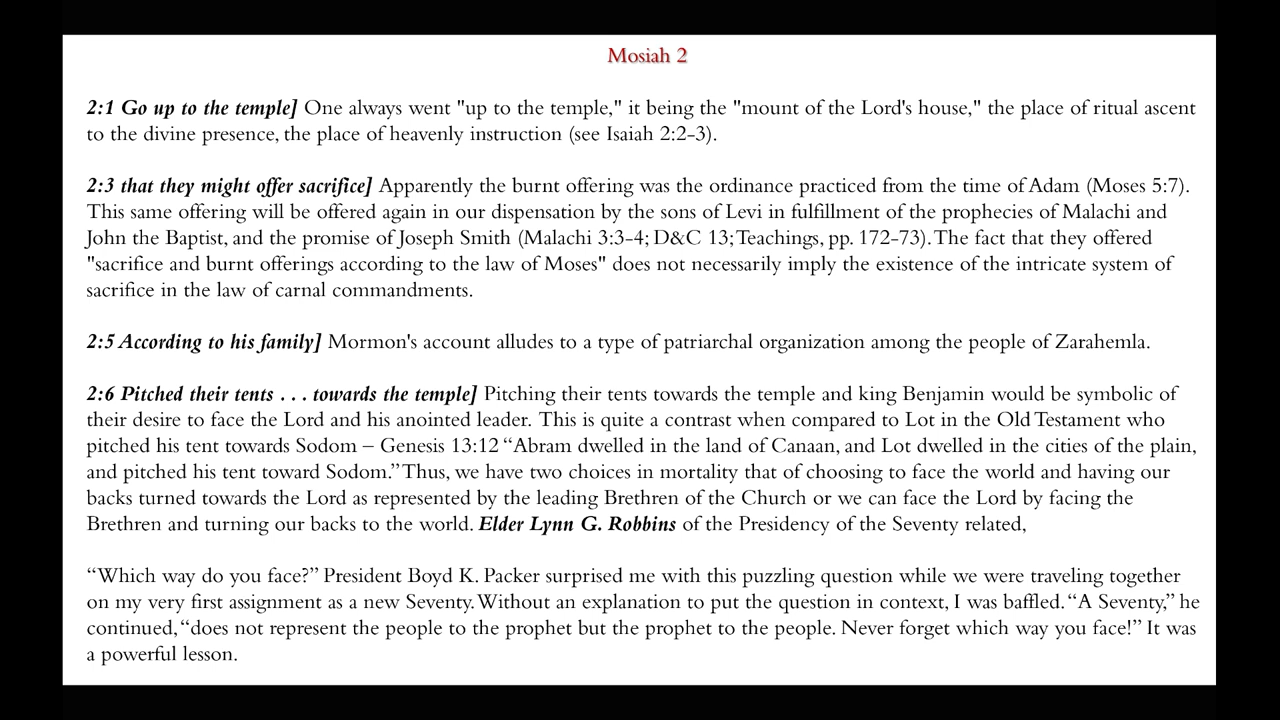 Mosiah 2
2:1 Go up to the temple] One always went "up to the temple," it being the "mount of the Lord's house," the place of ritual ascent
to the divine presence, the place of heavenly instruction (see Isaiah 2:2-3).
2:3 that they might offer sacrifice] Apparently the burnt offering was the ordinance practiced from the time of Adam (Moses 5:7).
This same offering will be offered again in our dispensation by the sons of Levi in fulfillment of the prophecies of Malachi and
John the Baptist, and the promise of Joseph Smith (Malachi 3:3-4; D&C 13; Teachings, pp. 172-73). The fact that they offered
"sacrifice and burnt offerings according to the law of Moses" does not necessarily imply the existence of the intricate system of
sacrifice in the law of carnal commandments.
2:5 According to his family] Mormon's account alludes to a type of patriarchal organization among the people of Zarahemla.
2:6 Pitched their tents . . . towards the temple] Pitching their tents towards the temple and king Benjamin would be symbolic of
their desire to face the Lord and his anointed leader. This is quite a contrast when compared to Lot in the Old Testament who
pitched his tent towards Sodom – Genesis 13:12 “Abram dwelled in the land of Canaan, and Lot dwelled in the cities of the plain,
and pitched his tent toward Sodom.” Thus, we have two choices in mortality that of choosing to face the world and having our
backs turned towards the Lord as represented by the leading Brethren of the Church or we can face the Lord by facing the
Brethren and turning our backs to the world. Elder Lynn G. Robbins of the Presidency of the Seventy related,
“Which way do you face?” President Boyd K. Packer surprised me with this puzzling question while we were traveling together
on my very first assignment as a new Seventy. Without an explanation to put the question in context, I was baffled. “A Seventy,” he
continued, “does not represent the people to the prophet but the prophet to the people. Never forget which way you face!” It was
a powerful lesson.